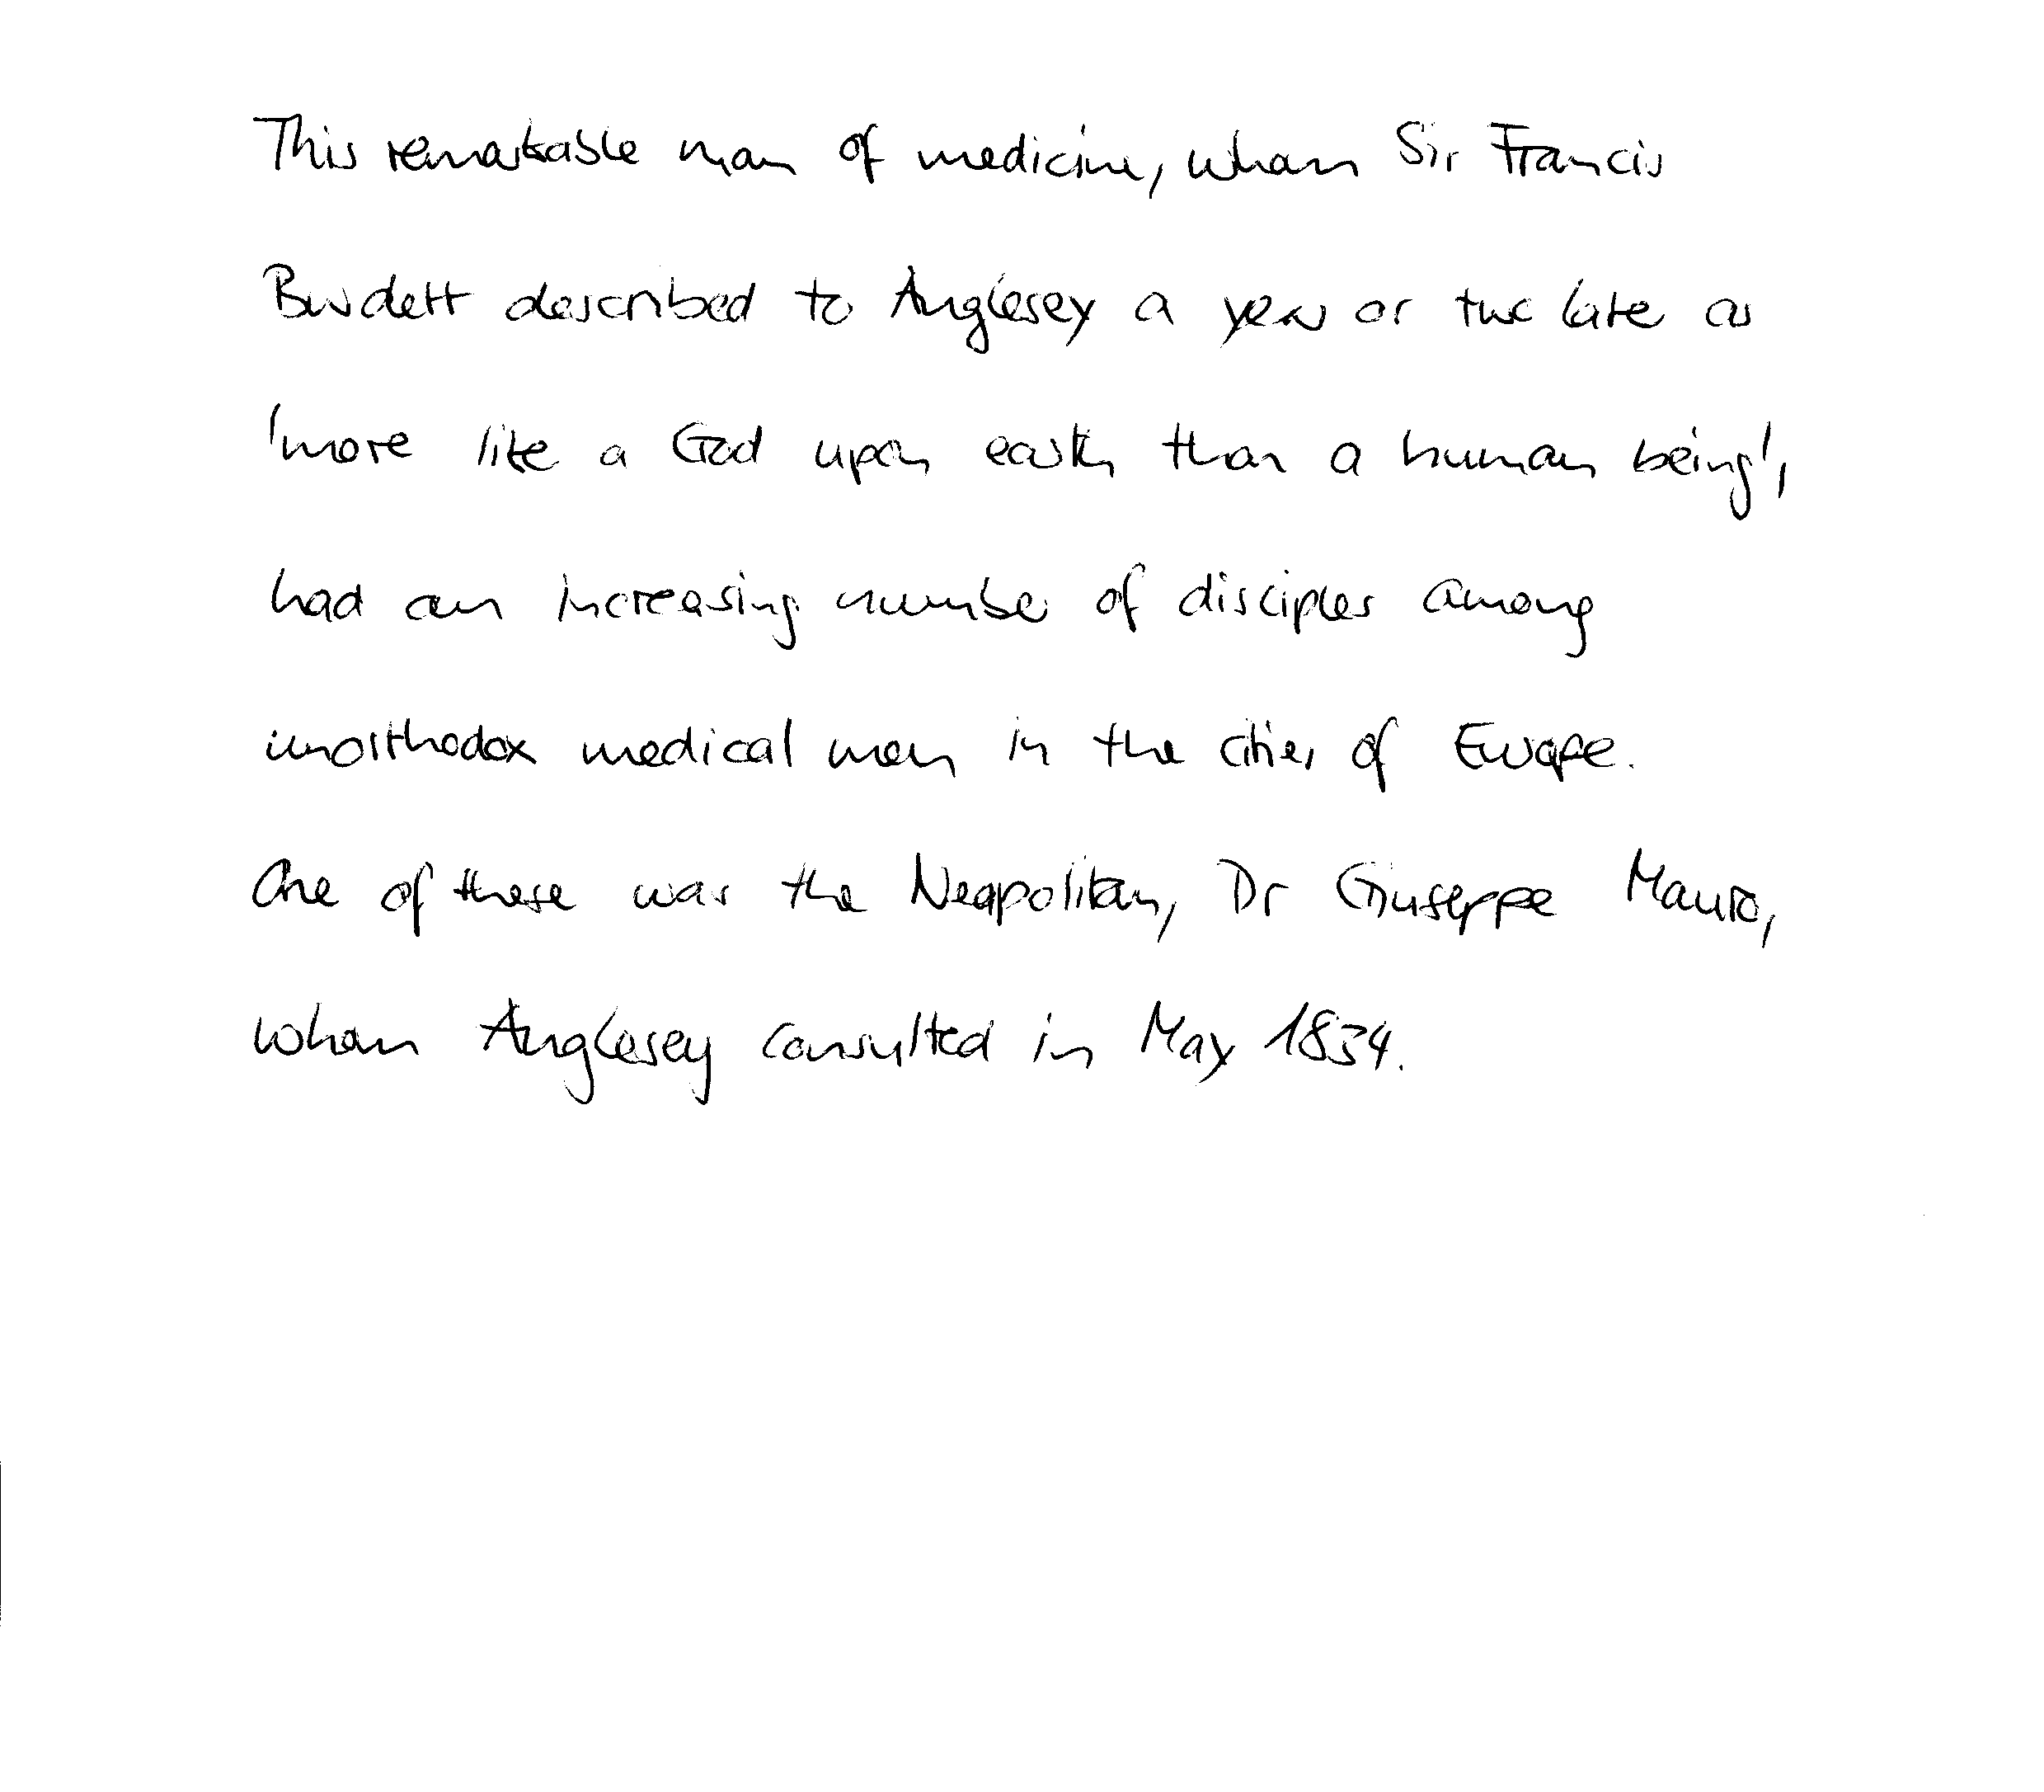 This remarkable man of medicine, whom Sir Francis
Burdett described to Anglesey a year or two later as
'more like a God upon earth than a human being',
had an increasing number of disciples among
unorthodox medical men in the cities of Europe.
One of these was the Neapolitan, Dr Giuseppe Mauro,
whom Anglesey consulted in May 1834.